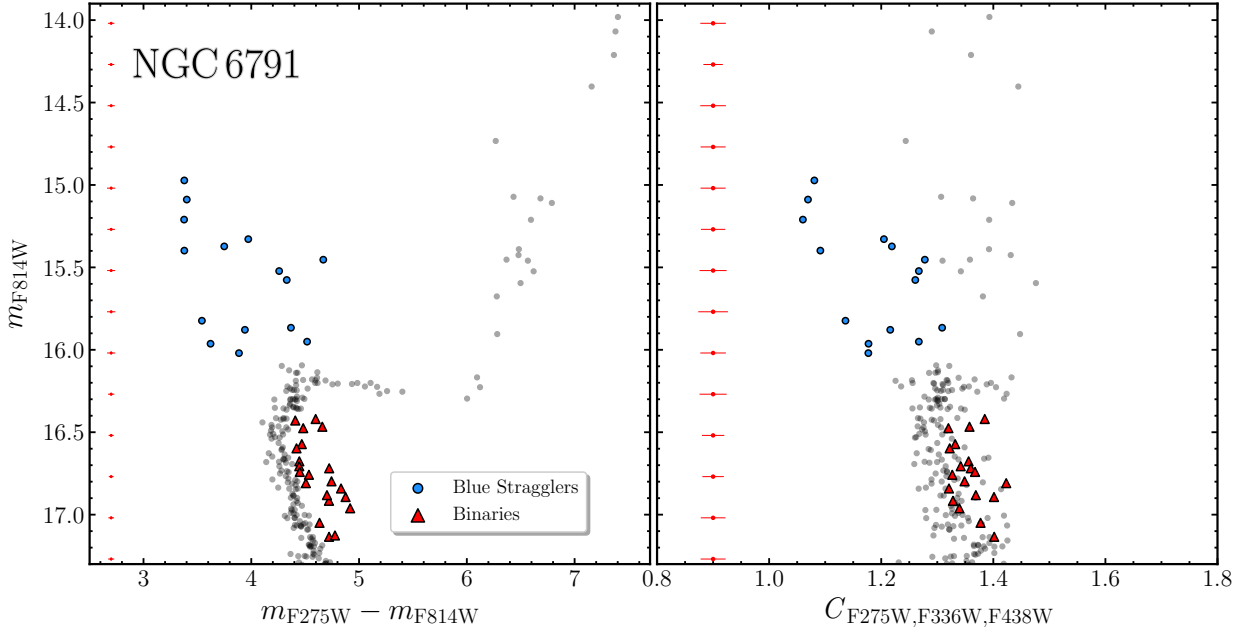 NGC 6791
14.0
14.5
15.0
15.5
16.0
16.5
17.0
m_F814W
Blue Stragglers
Binaries
3 4 5 6 7
m_F275W − m_F814W
0.8 1.0 1.2 1.4 1.6 1.8
C_F275W,F336W,F438W